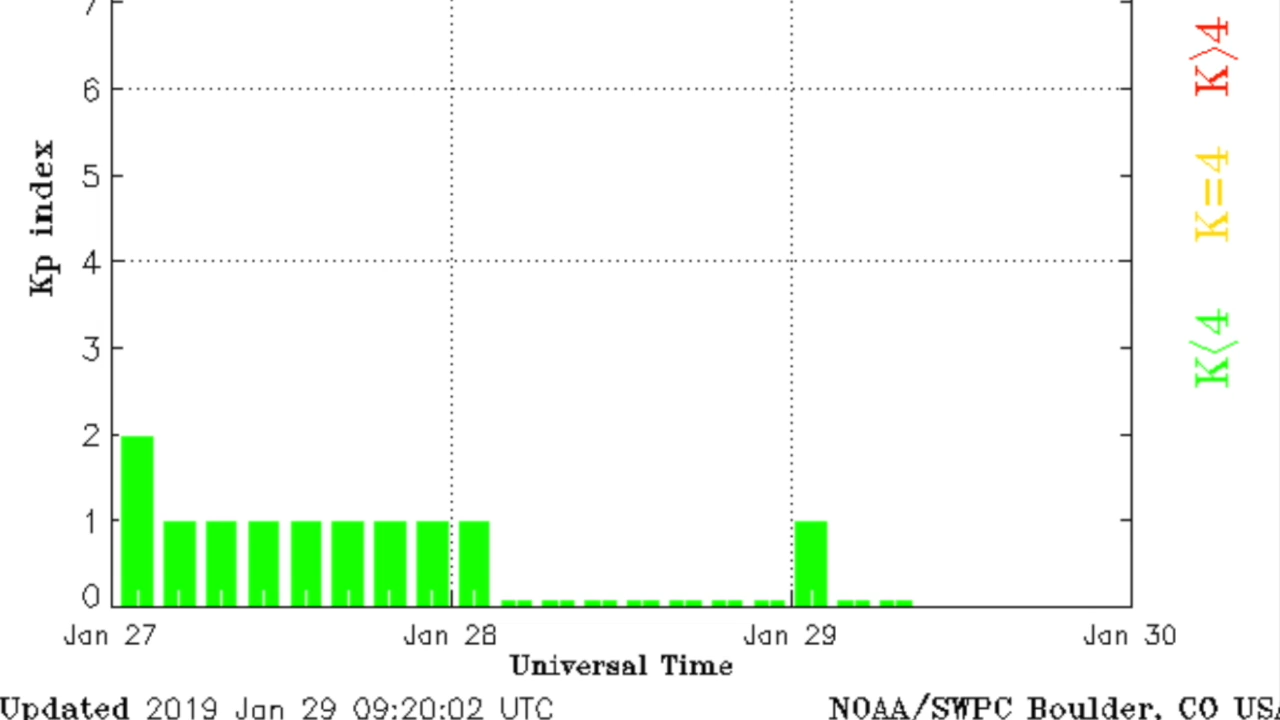 7
6
5
4
3
2
1
0
Kp index
K>4
K=4
K<4
Jan 27 Jan 28 Jan 29 Jan 30
Universal Time
Updated 2019 Jan 29 09:20:02 UTC NOAA/SWPC Boulder, CO USA